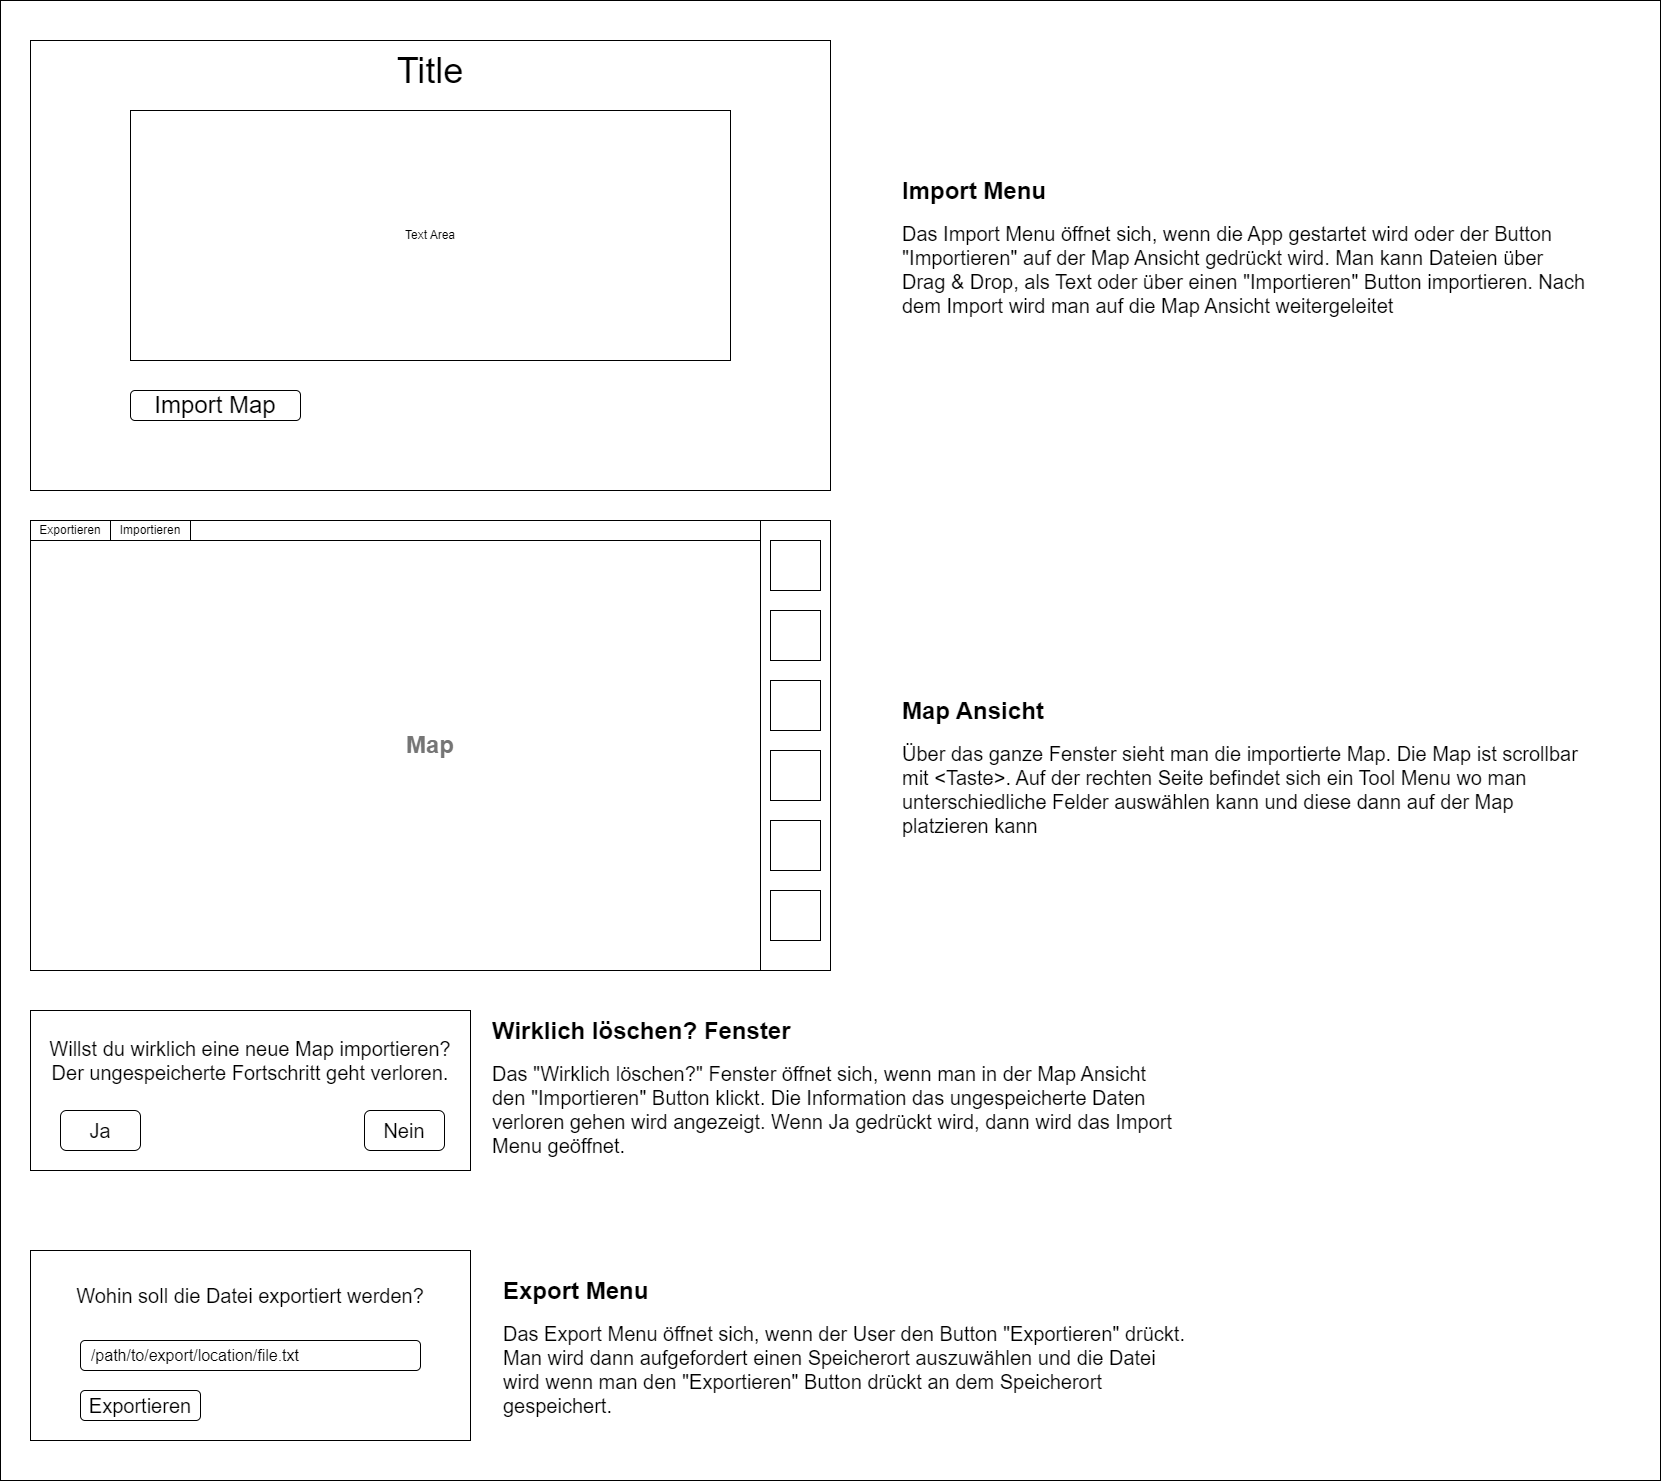 Title
Text Area
Import Map
Import Menu
Das Import Menu öffnet sich, wenn die App gestartet wird oder der Button
"Importieren" auf der Map Ansicht gedrückt wird. Man kann Dateien über
Drag & Drop, als Text oder über einen "Importieren" Button importieren. Nach
dem Import wird man auf die Map Ansicht weitergeleitet
Exportieren
Importieren
Map
Map Ansicht
Über das ganze Fenster sieht man die importierte Map. Die Map ist scrollbar
mit <Taste>. Auf der rechten Seite befindet sich ein Tool Menu wo man
unterschiedliche Felder auswählen kann und diese dann auf der Map
platzieren kann
Willst du wirklich eine neue Map importieren?
Der ungespeicherte Fortschritt geht verloren.
Ja
Nein
Wirklich löschen? Fenster
Das "Wirklich löschen?" Fenster öffnet sich, wenn man in der Map Ansicht
den "Importieren" Button klickt. Die Information das ungespeicherte Daten
verloren gehen wird angezeigt. Wenn Ja gedrückt wird, dann wird das Import
Menu geöffnet.
Wohin soll die Datei exportiert werden?
/path/to/export/location/file.txt
Exportieren
Export Menu
Das Export Menu öffnet sich, wenn der User den Button "Exportieren" drückt.
Man wird dann aufgefordert einen Speicherort auszuwählen und die Datei
wird wenn man den "Exportieren" Button drückt an dem Speicherort
gespeichert.